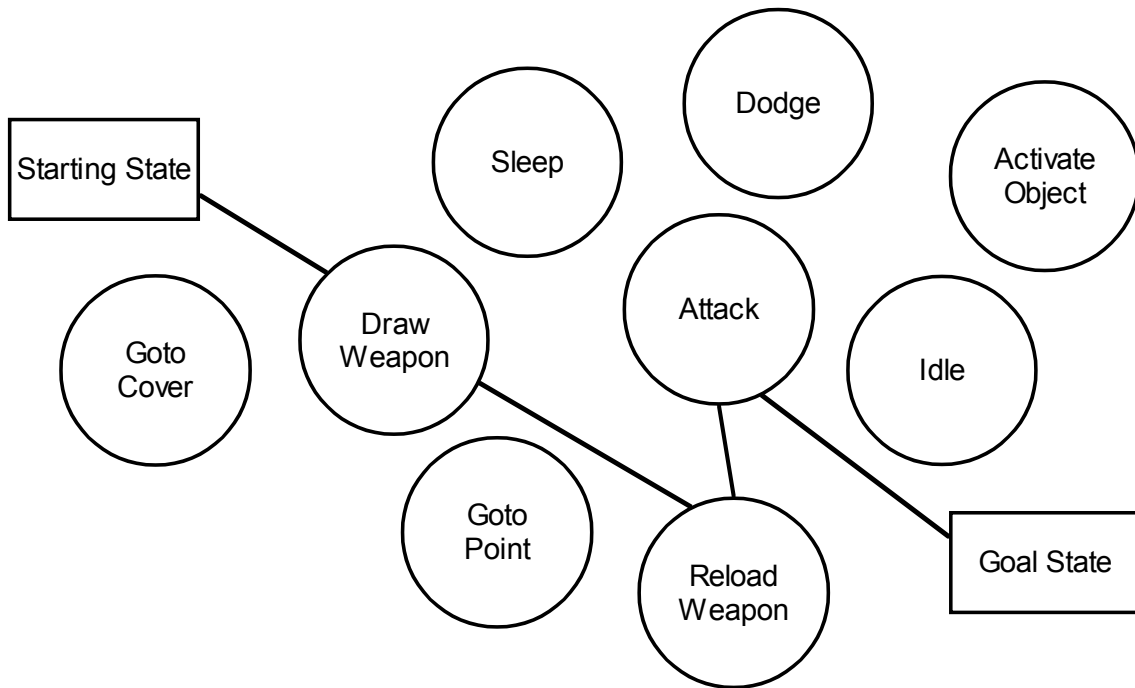 Dodge
Sleep
Activate
Object
Starting State
Attack
Draw
Weapon
Goto
Cover
Idle
Goto
Point
Reload
Weapon
Goal State